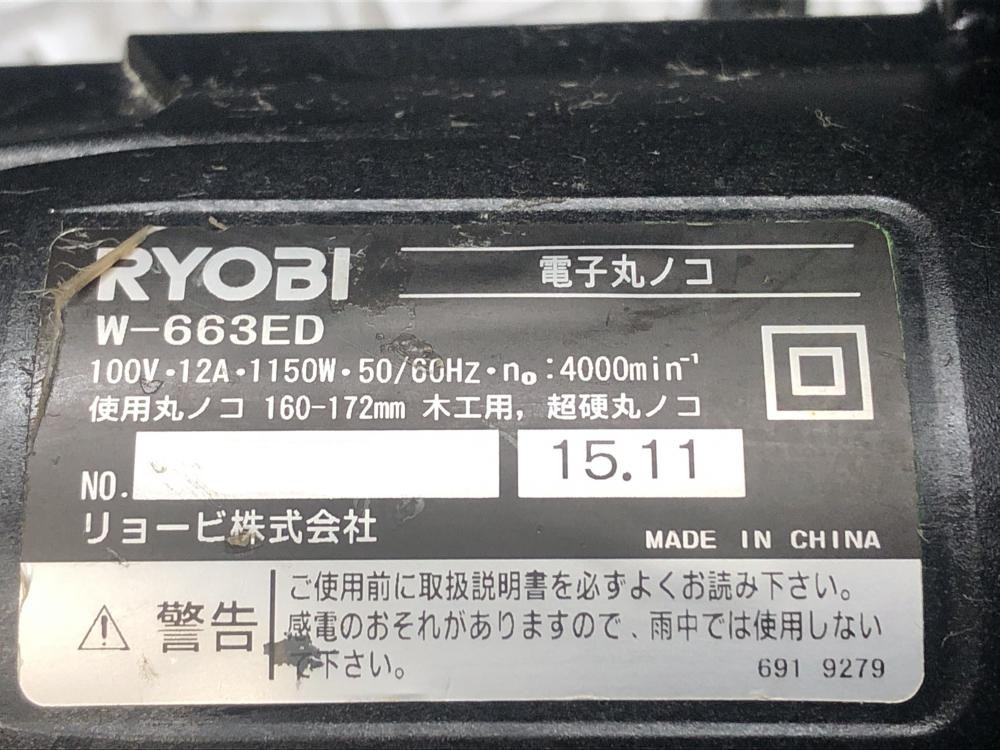 RYOBI
電子丸ノコ
W-663ED
100V・12A・1150W・50/60Hz・n₀:4000min⁻¹
使用丸ノコ 160-172mm 木工用, 超硬丸ノコ
NO.
15.11
リョービ株式会社
MADE IN CHINA
警告
ご使用前に取扱説明書を必ずよくお読み下さい。
感電のおそれがありますので、雨中では使用しない
で下さい。
691 9279